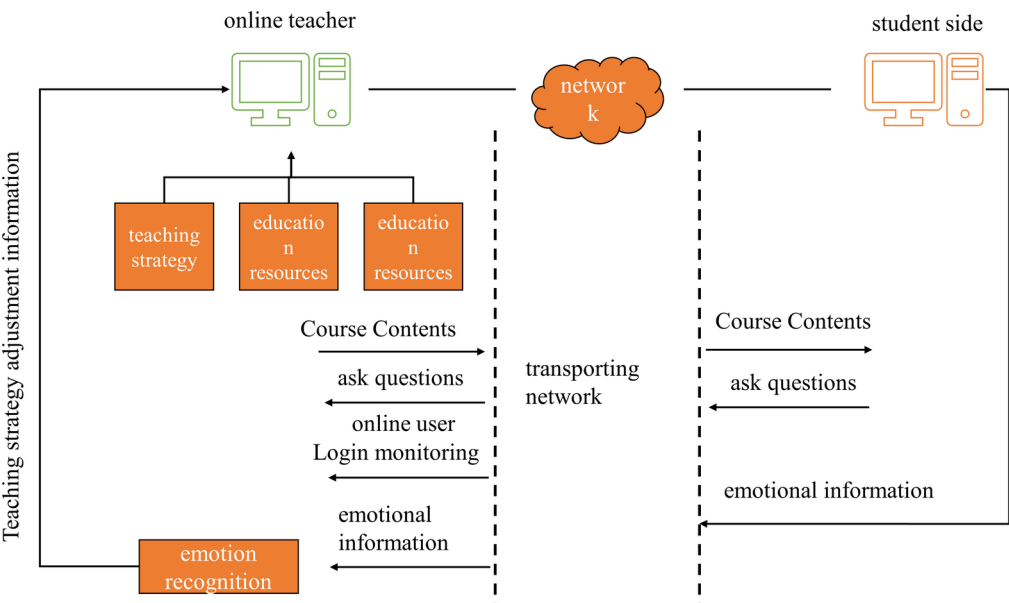 online teacher
student side
networ
k
Teaching strategy adjustment information
teaching
strategy
educatio
n
resources
educatio
n
resources
Course Contents
ask questions
online user
Login monitoring
emotional
information
emotion
recognition
transporting
network
Course Contents
ask questions
emotional information